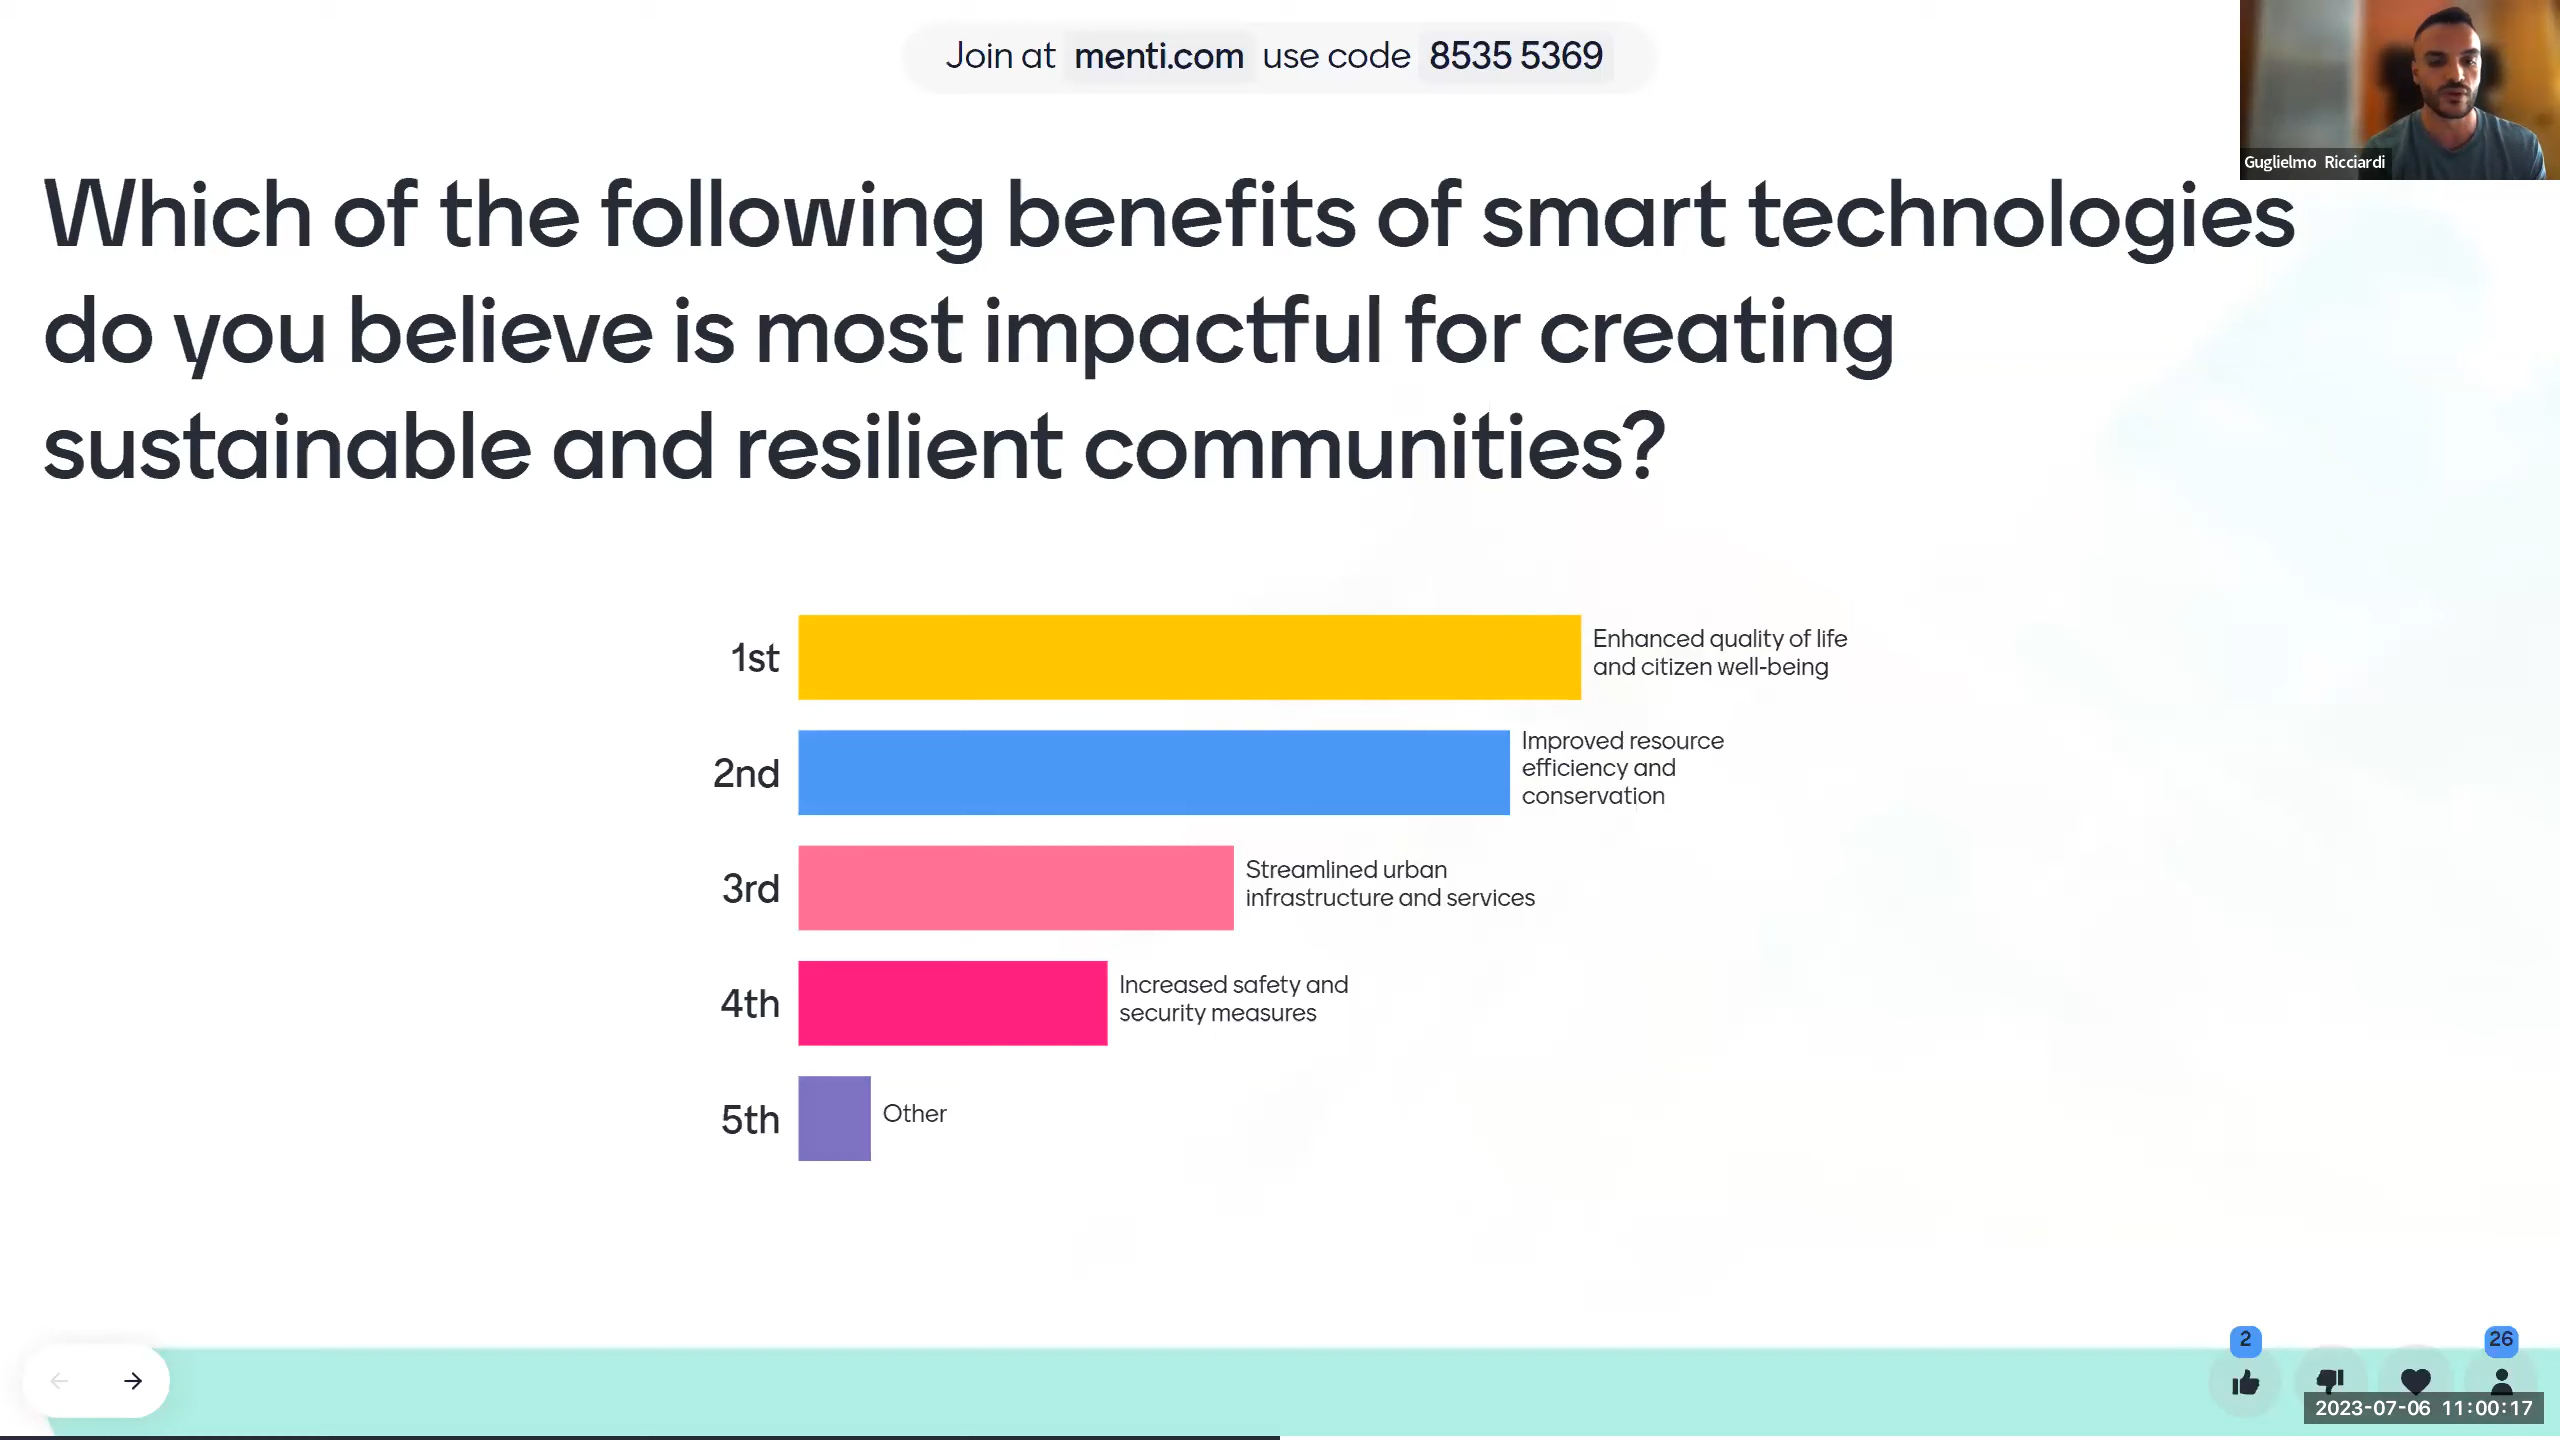 Join at menti.com use code 8535 5369
Guglielmo Ricciardi
Which of the following benefits of smart technologies
do you believe is most impactful for creating
sustainable and resilient communities?
1st
Enhanced quality of life
and citizen well-being
2nd
Improved resource
efficiency and
conservation
3rd
Streamlined urban
infrastructure and services
4th
Increased safety and
security measures
5th
Other
2
26
2023-07-06 11:00:17